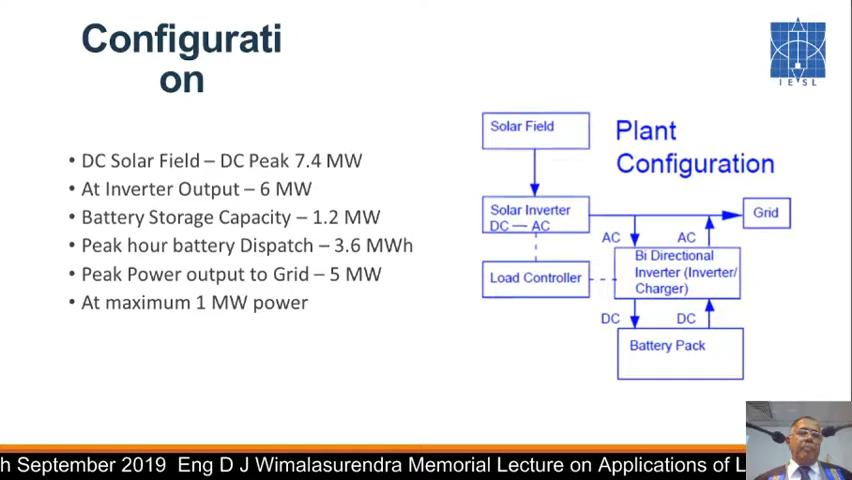 Configurati
on
IESL
• DC Solar Field – DC Peak 7.4 MW
• At Inverter Output – 6 MW
• Battery Storage Capacity – 1.2 MW
• Peak hour battery Dispatch – 3.6 MWh
• Peak Power output to Grid – 5 MW
• At maximum 1 MW power
Plant
Configuration
Solar Field
Solar Inverter
DC — AC
Grid
AC
AC
Bi Directional
Inverter (Inverter/
Charger)
Load Controller
DC
DC
Battery Pack
h September 2019 Eng D J Wimalasurendra Memorial Lecture on Applications of L